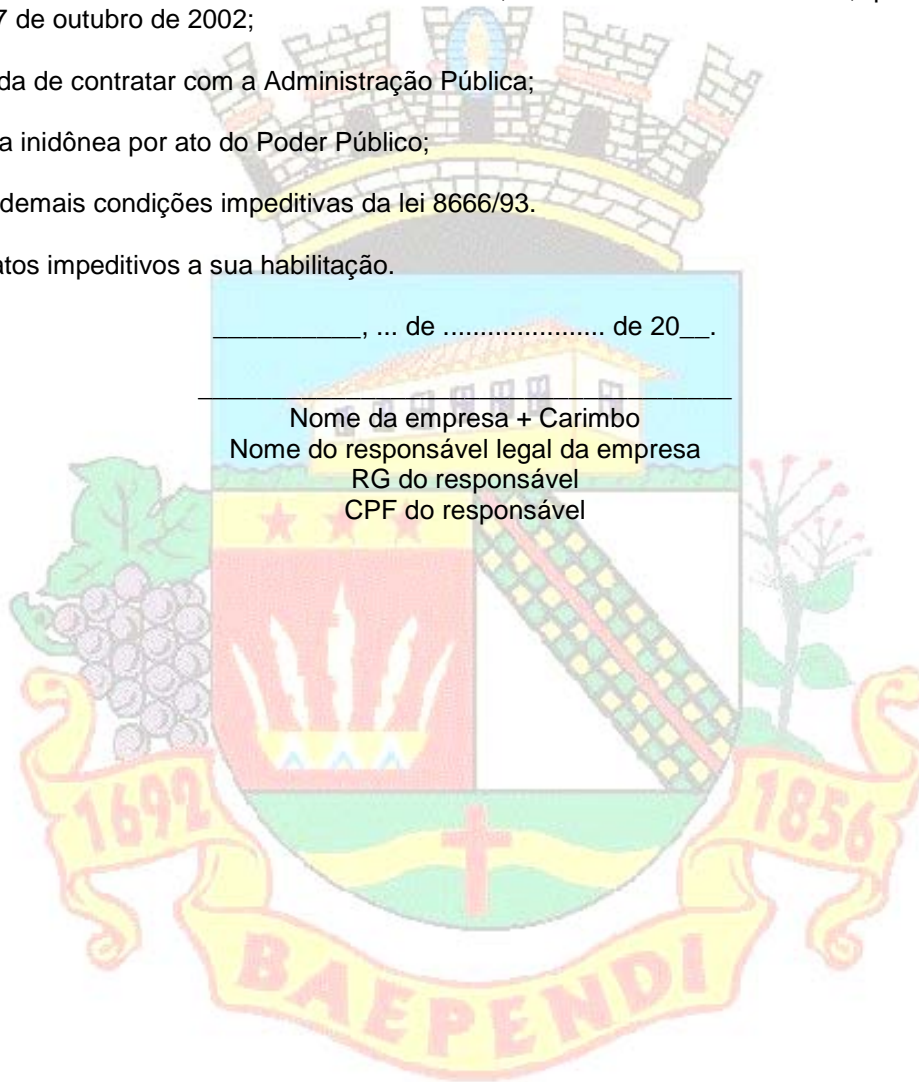 7 de outubro de 2002;
da de contratar com a Administração Pública;
a inidônea por ato do Poder Público;
demais condições impeditivas da lei 8666/93.
atos impeditivos a sua habilitação.
__________, ... de ...................... de 20__.
____________________________________
Nome da empresa + Carimbo
Nome do responsável legal da empresa
RG do responsável
CPF do responsável
1692
1856
BAEPENDI